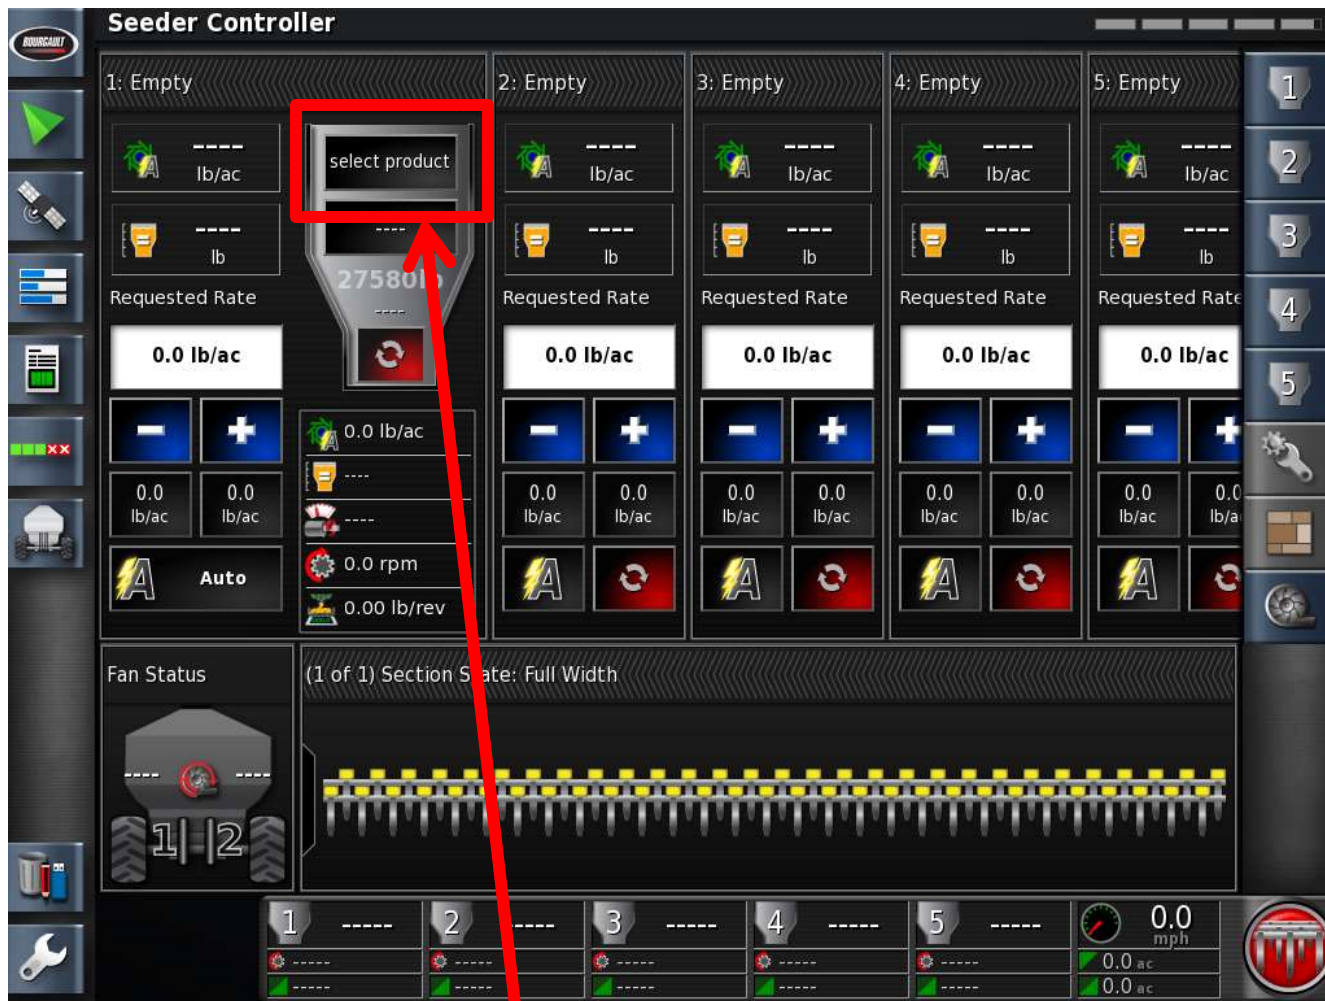 BOURGAULT
Seeder Controller
1: Empty
2: Empty
3: Empty
4: Empty
5: Empty
1
---- lb/ac
select product
---- lb/ac
---- lb/ac
---- lb/ac
---- lb/ac
2
---- lb
----
---- lb
---- lb
---- lb
---- lb
3
27580lb
----
Requested Rate
Requested Rate
Requested Rate
Requested Rate
Requested Rate
4
0.0 lb/ac
0.0 lb/ac
0.0 lb/ac
0.0 lb/ac
0.0 lb/ac
5
- +
0.0 lb/ac
- +
- +
- +
- +
----
0.0 lb/ac
0.0 lb/ac
----
0.0 lb/ac
0.0 lb/ac
0.0 lb/ac
0.0 lb/ac
0.0 lb/ac
0.0 lb/ac
0.0 lb/ac
0.0 lb/a
A Auto
0.0 rpm
A
A
A
A
0.00 lb/rev
Fan Status
(1 of 1) Section State: Full Width
---- ----
1 2
1 -----
2 -----
3 -----
4 -----
5 -----
0.0 mph
-----
-----
-----
-----
-----
0.0 ac
-----
-----
-----
-----
-----
0.0 ac